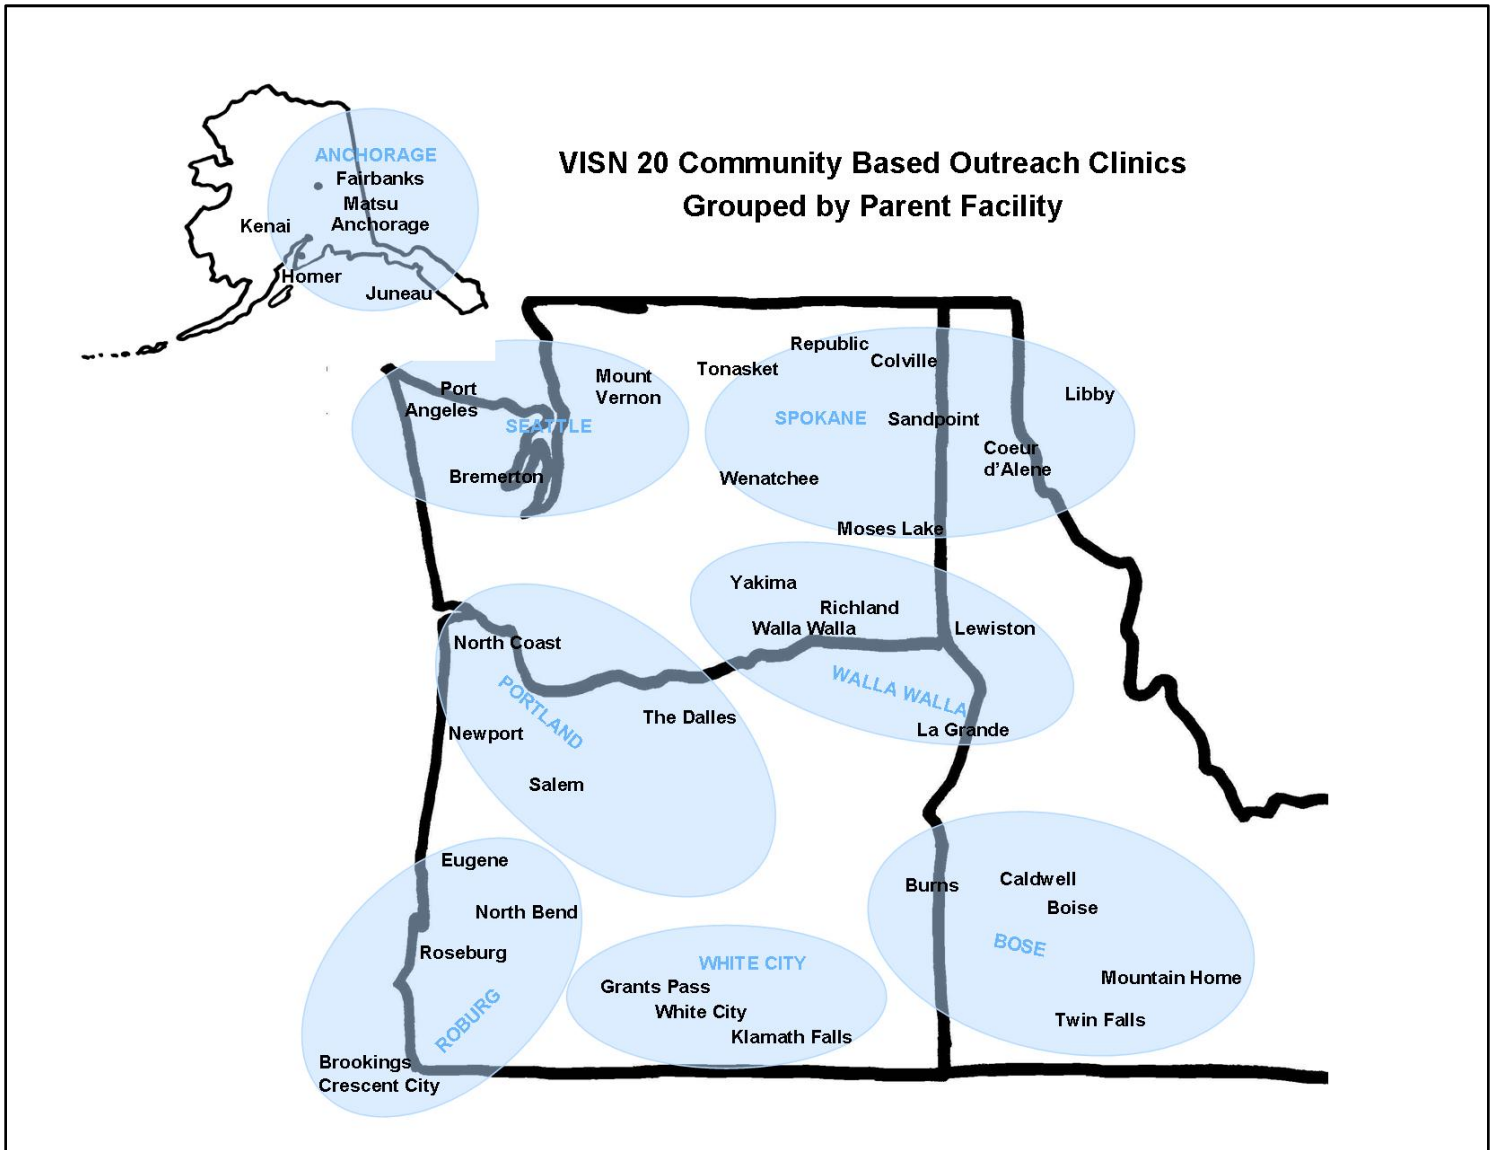 VISN 20 Community Based Outreach Clinics
Grouped by Parent Facility
ANCHORAGE
Fairbanks
Matsu
Kenai
Anchorage
Homer
Juneau
Port
Angeles
Mount
Vernon
SEATTLE
Bremerton
Republic
Colville
Tonasket
Libby
SPOKANE
Sandpoint
Coeur
d'Alene
Wenatchee
Moses Lake
Yakima
Richland
Walla Walla
Lewiston
WALLA WALLA
La Grande
North Coast
PORTLAND
The Dalles
Newport
Salem
Eugene
North Bend
Roseburg
ROBURG
Brookings
Crescent City
WHITE CITY
Grants Pass
White City
Klamath Falls
Burns
Caldwell
Boise
BOSE
Mountain Home
Twin Falls